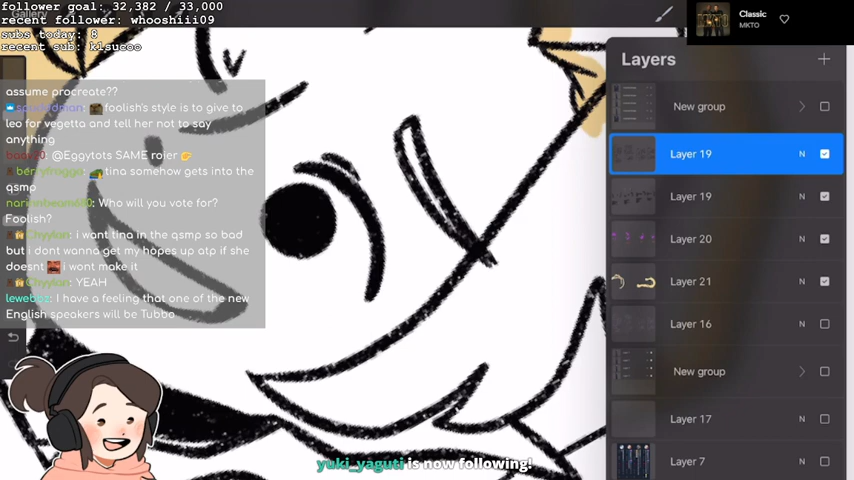 follower goal: 32,382 / 33,000
recent follower: whooshiii09
subs today: 8
recent sub: k1sucoo
Gallery
Classic
MKTO
assume procreate??
foolish's style is to give to
leo for vegetta and tell her not to say
anything
@Eggytots SAME roier
tina somehow gets into the
qsmp
Who will you vote for?
Foolish?
Chyylan: i want tina in the qsmp so bad
but i dont wanna get my hopes up atp if she
doesnt i wont make it
Chyylan: YEAH
I have a feeling that one of the new
English speakers will be Tubbo
Layers
New group
Layer 19 N
Layer 19 N
Layer 20 N
Layer 21 N
Layer 16 N
New group
Layer 17 N
Layer 7 N
yuki_yaguti is now following!